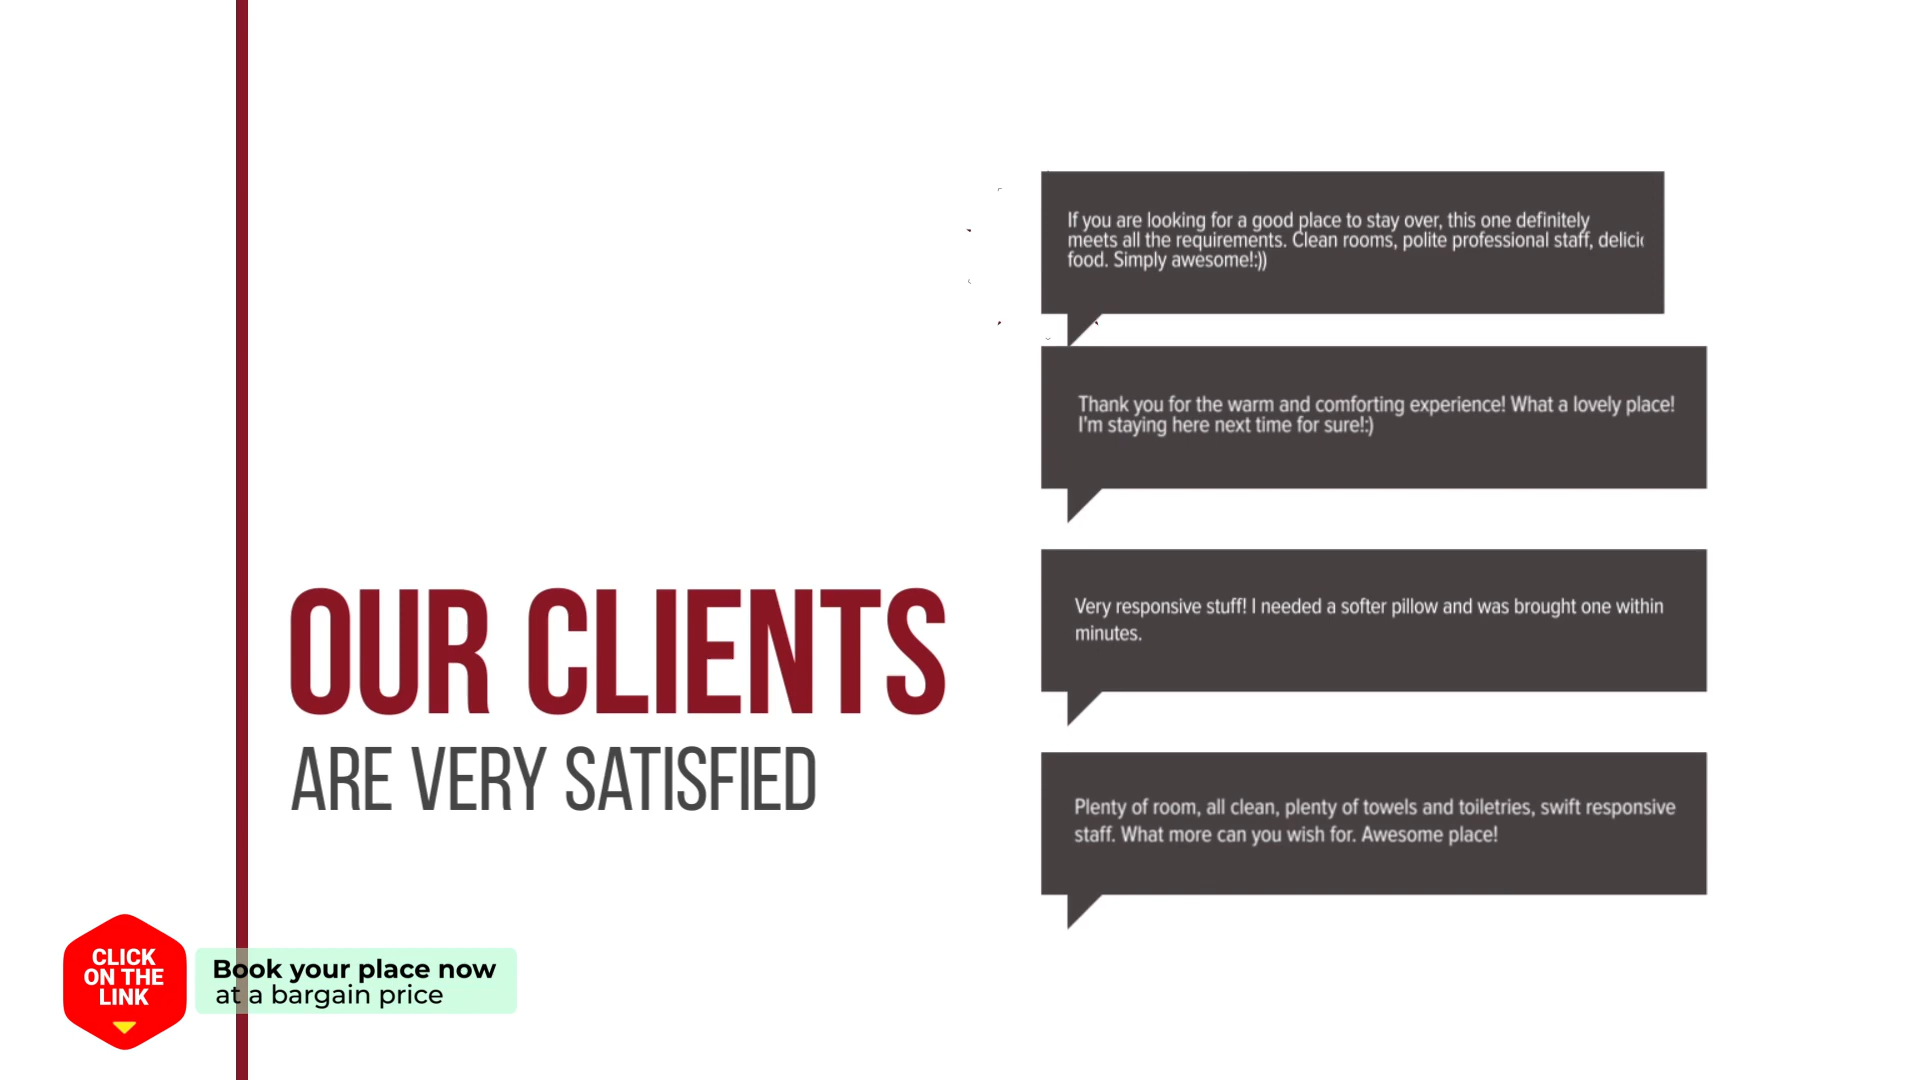 If you are looking for a good place to stay over, this one definitely
meets all the requirements. Clean rooms, polite professional staff,
food. Simply awesome!:))
Thank you for the warm and comforting experience! What a lovely place!
I'm staying here next time for sure!:)
Very responsive stuff! I needed a softer pillow and was brought one within
minutes.
Plenty of room, all clean, plenty of towels and toiletries, swift responsive
staff. What more can you wish for. Awesome place!
OUR CLIENTS
ARE VERY SATISFIED
CLICK
ON THE
LINK
Book your place now
at a bargain price